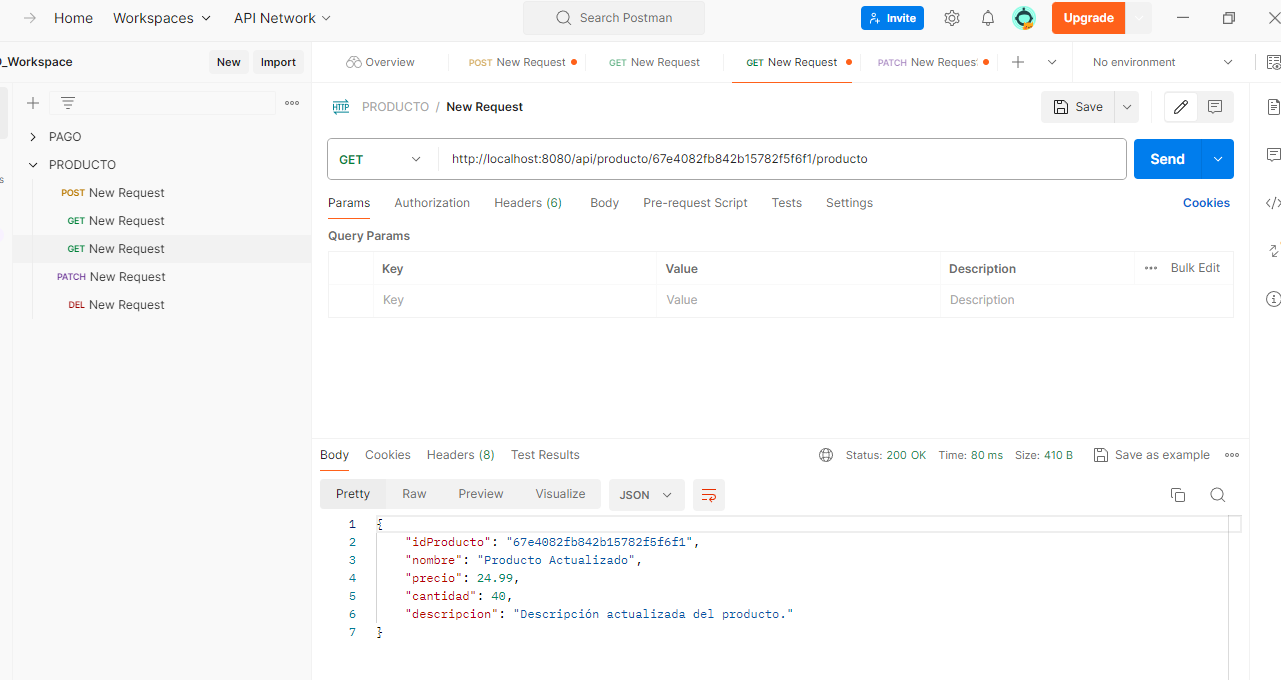 Home Workspaces API Network Search Postman Invite Upgrade
_Workspace New Import Overview POST New Request GET New Request GET New Request PATCH New Reques No environment
PRODUCTO / New Request Save
PAGO
PRODUCTO
POST New Request
GET New Request
GET New Request
PATCH New Request
DEL New Request
GET http://localhost:8080/api/producto/67e4082fb842b15782f5f6f1/producto Send
Params Authorization Headers (6) Body Pre-request Script Tests Settings Cookies
Query Params
Key Value Description Bulk Edit
Key Value Description
Body Cookies Headers (8) Test Results Status: 200 OK Time: 80 ms Size: 410 B Save as example
Pretty Raw Preview Visualize JSON
1 {
2 "idProducto": "67e4082fb842b15782f5f6f1",
3 "nombre": "Producto Actualizado",
4 "precio": 24.99,
5 "cantidad": 40,
6 "descripcion": "Descripción actualizada del producto."
7 }